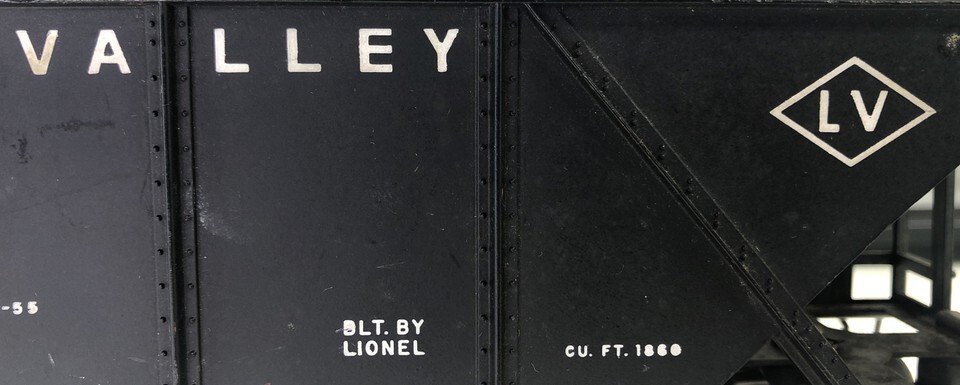 VALLEY
LV
-55
BLT. BY
LIONEL
CU. FT. 1860